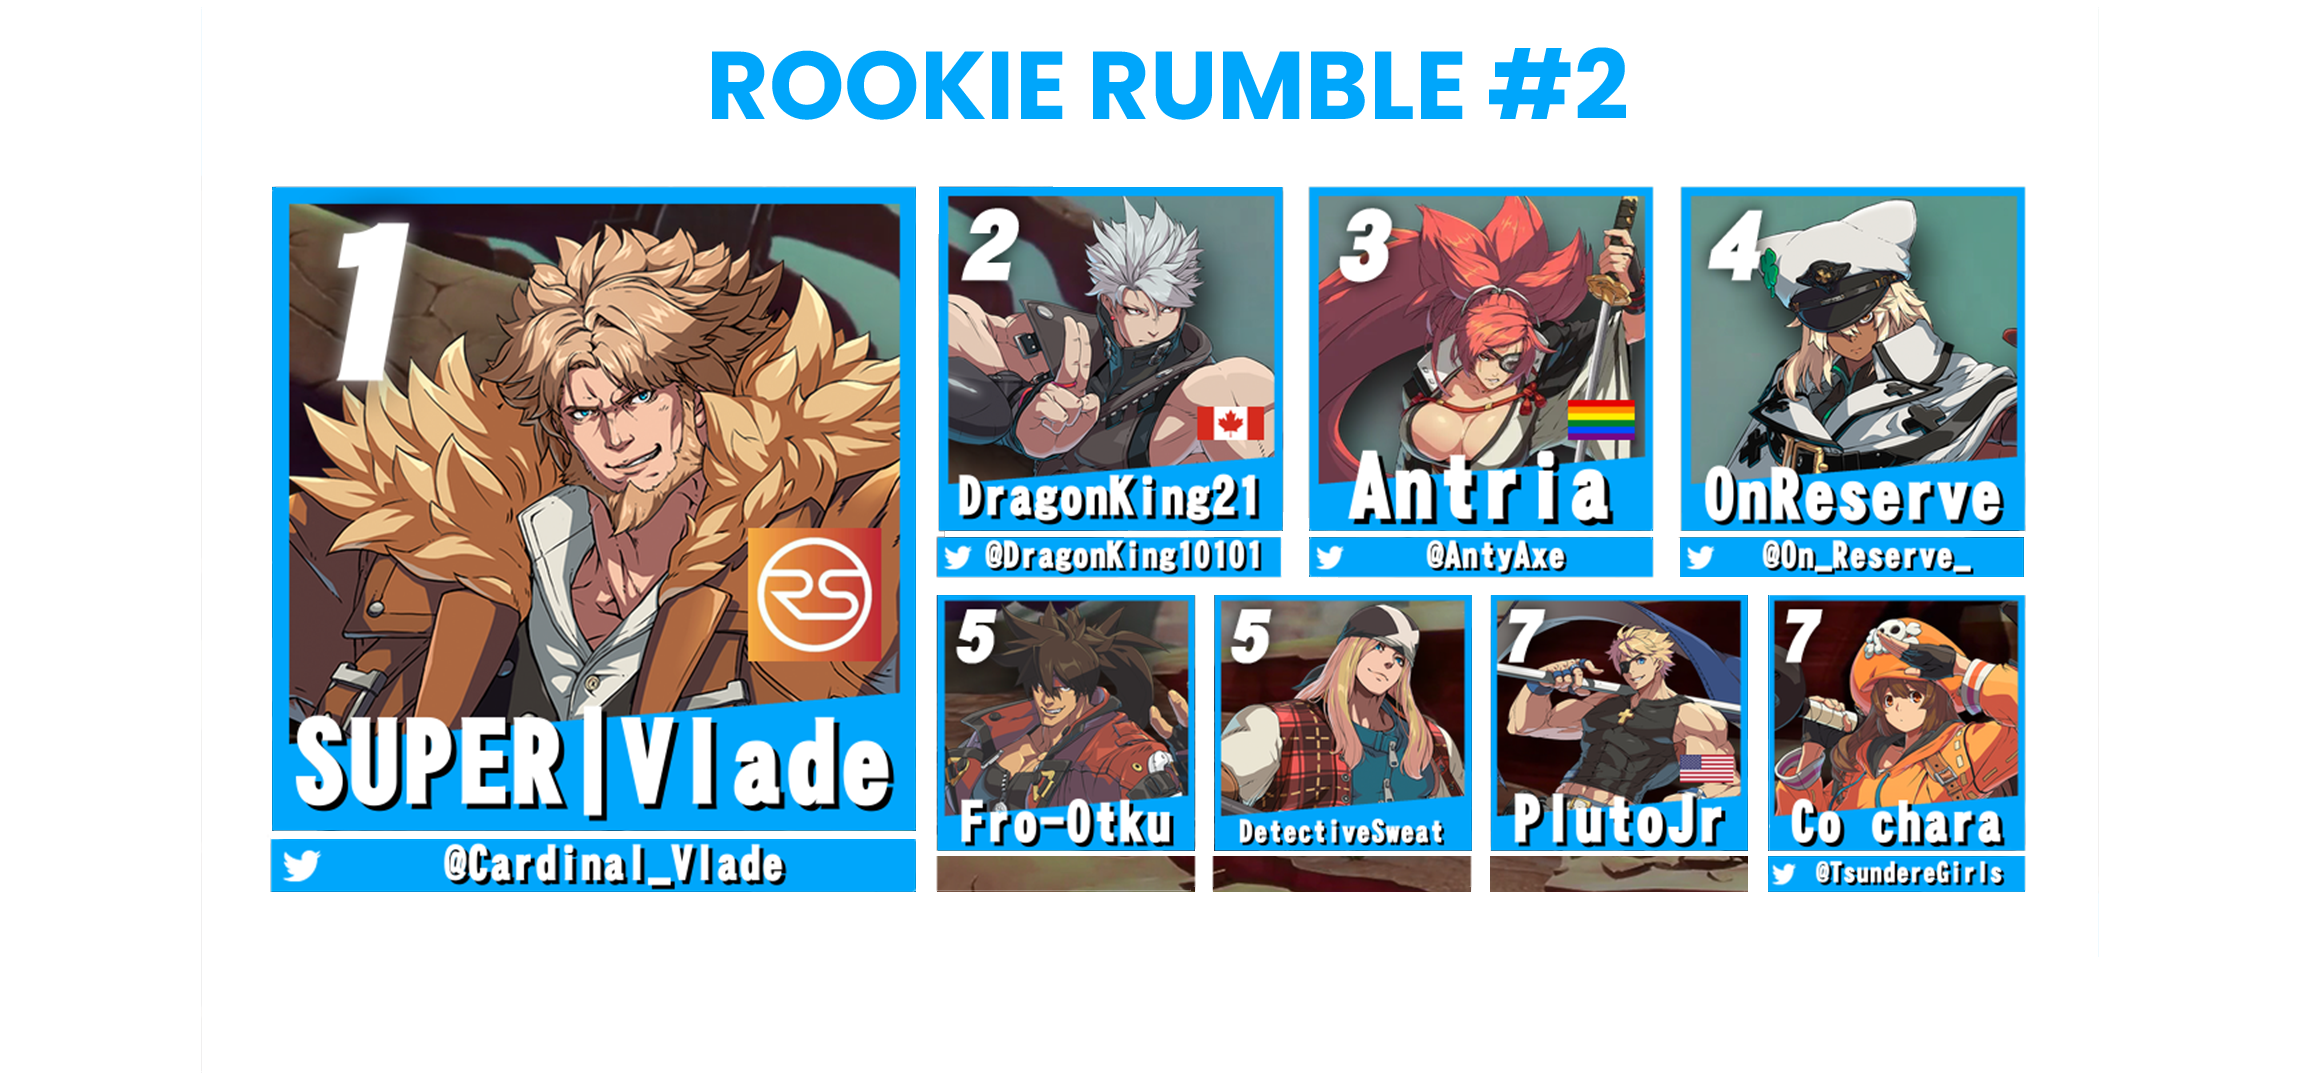 ROOKIE RUMBLE #2
1
RS
SUPER|Vlade
@Cardinal_Vlade
2
DragonKing21
@DragonKing10101
3
Antria
@AntyAxe
4
OnReserve
@On_Reserve_
5
Fro-Otku
5
DetectiveSweat
7
PlutoJr
7
Co chara
@TsundereGirls